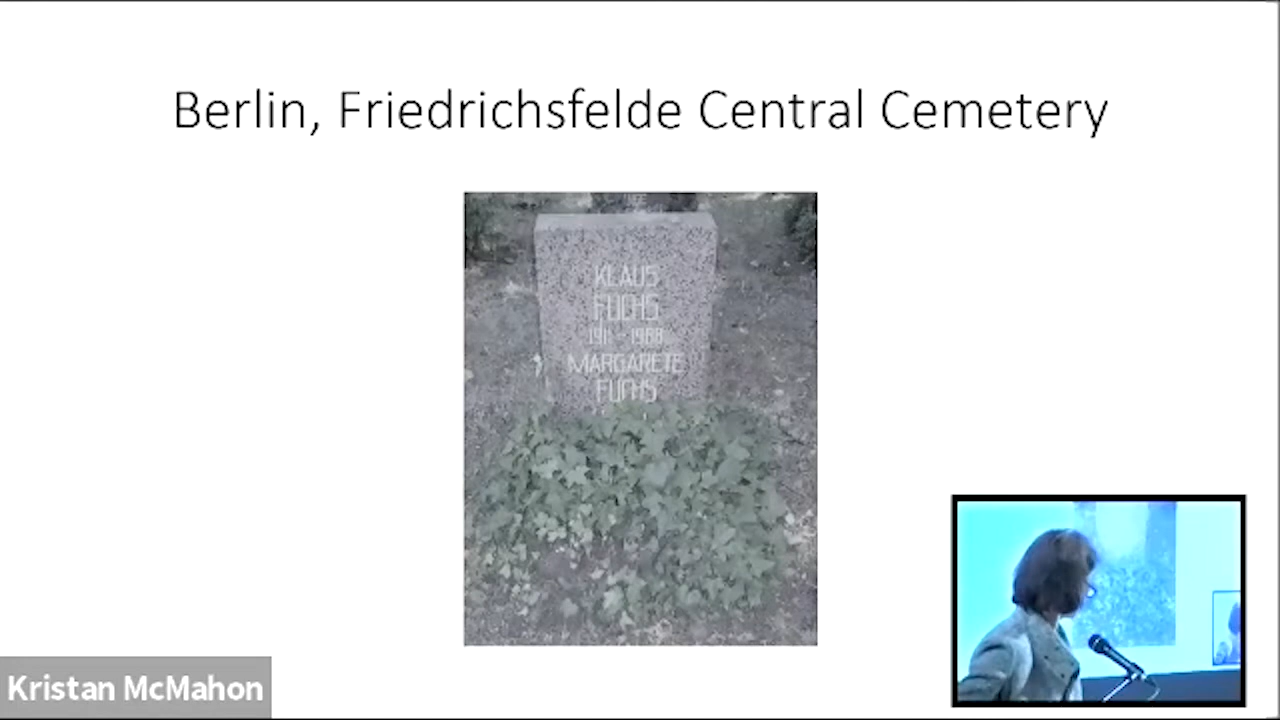 Berlin, Friedrichsfelde Central Cemetery
KLAUS
FUCHS
1911 - 1988
MARGARETE
FUCHS
Kristan McMahon